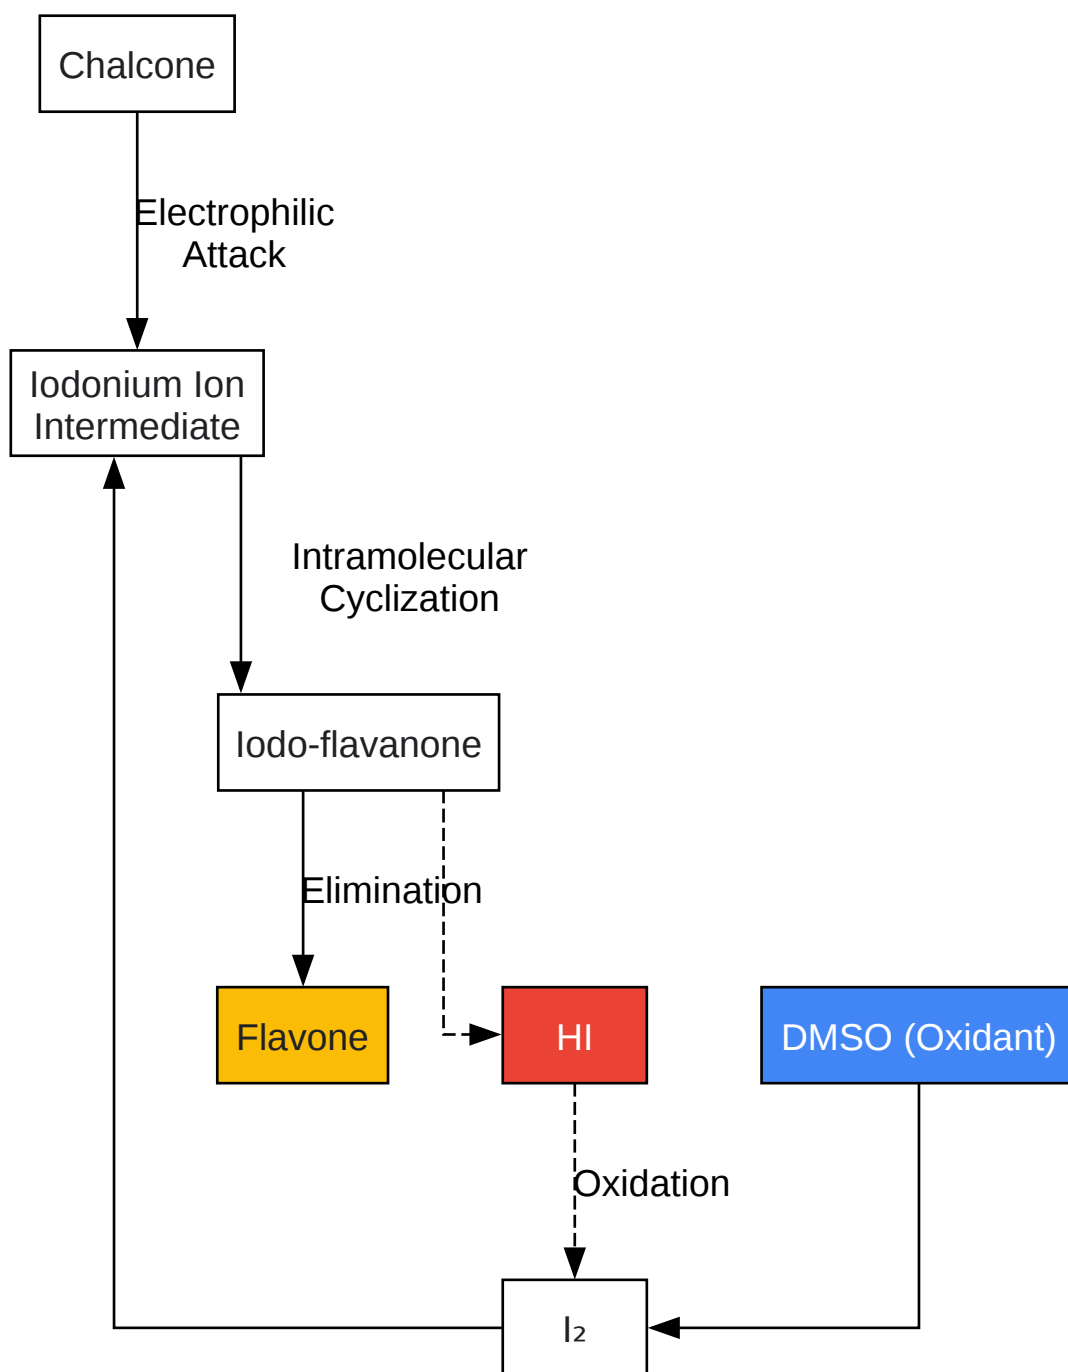 Chalcone
Electrophilic
Attack
Iodonium Ion
Intermediate
Intramolecular
Cyclization
Iodo-flavanone
Elimination
Flavone
HI
DMSO (Oxidant)
Oxidation
I₂